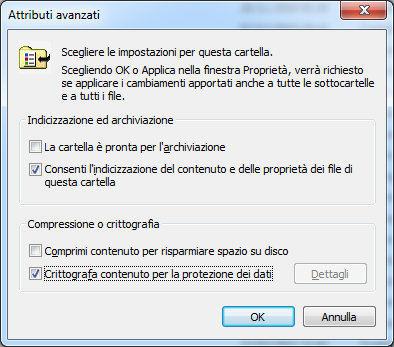 Attributi avanzati
Scegliere le impostazioni per questa cartella.
Scegliendo OK o Applica nella finestra Proprietà, verrà richiesto
se applicare i cambiamenti apportati anche a tutte le sottocartelle
e a tutti i file.
Indicizzazione ed archiviazione
La cartella è pronta per l'archiviazione
Consenti l'indicizzazione del contenuto e delle proprietà dei file di
questa cartella
Compressione o crittografia
Comprimi contenuto per risparmiare spazio su disco
Crittografa contenuto per la protezione dei dati
Dettagli
OK
Annulla